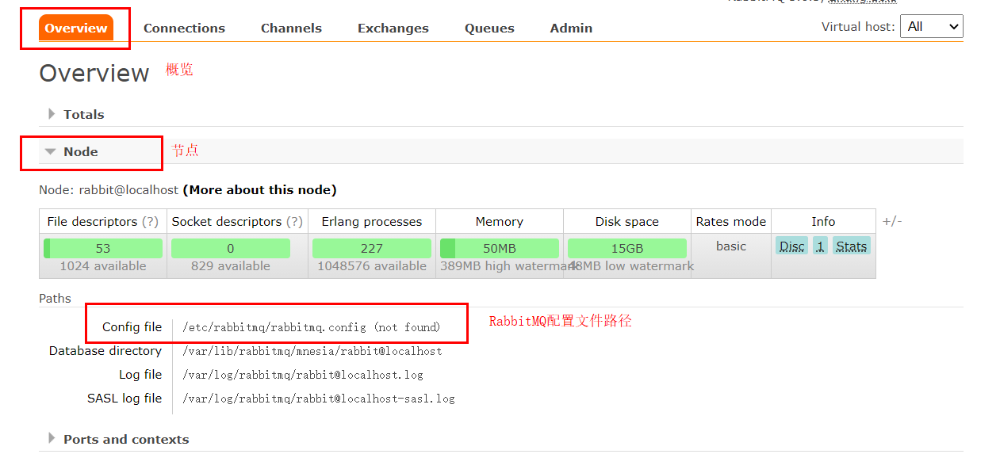 Overview Connections Channels Exchanges Queues Admin Virtual host: All
Overview 概览
Totals
Node 节点
Node: rabbit@localhost (More about this node)
File descriptors (?) Socket descriptors (?) Erlang processes Memory Disk space Rates mode Info +/-
53 0 227 50MB 15GB basic Disc 1 Stats
1024 available 829 available 1048576 available 389MB high watermark 48MB low watermark
Paths
Config file /etc/rabbitmq/rabbitmq.config (not found) RabbitMQ配置文件路径
Database directory /var/lib/rabbitmq/mnesia/rabbit@localhost
Log file /var/log/rabbitmq/rabbit@localhost.log
SASL log file /var/log/rabbitmq/rabbit@localhost-sasl.log
Ports and contexts